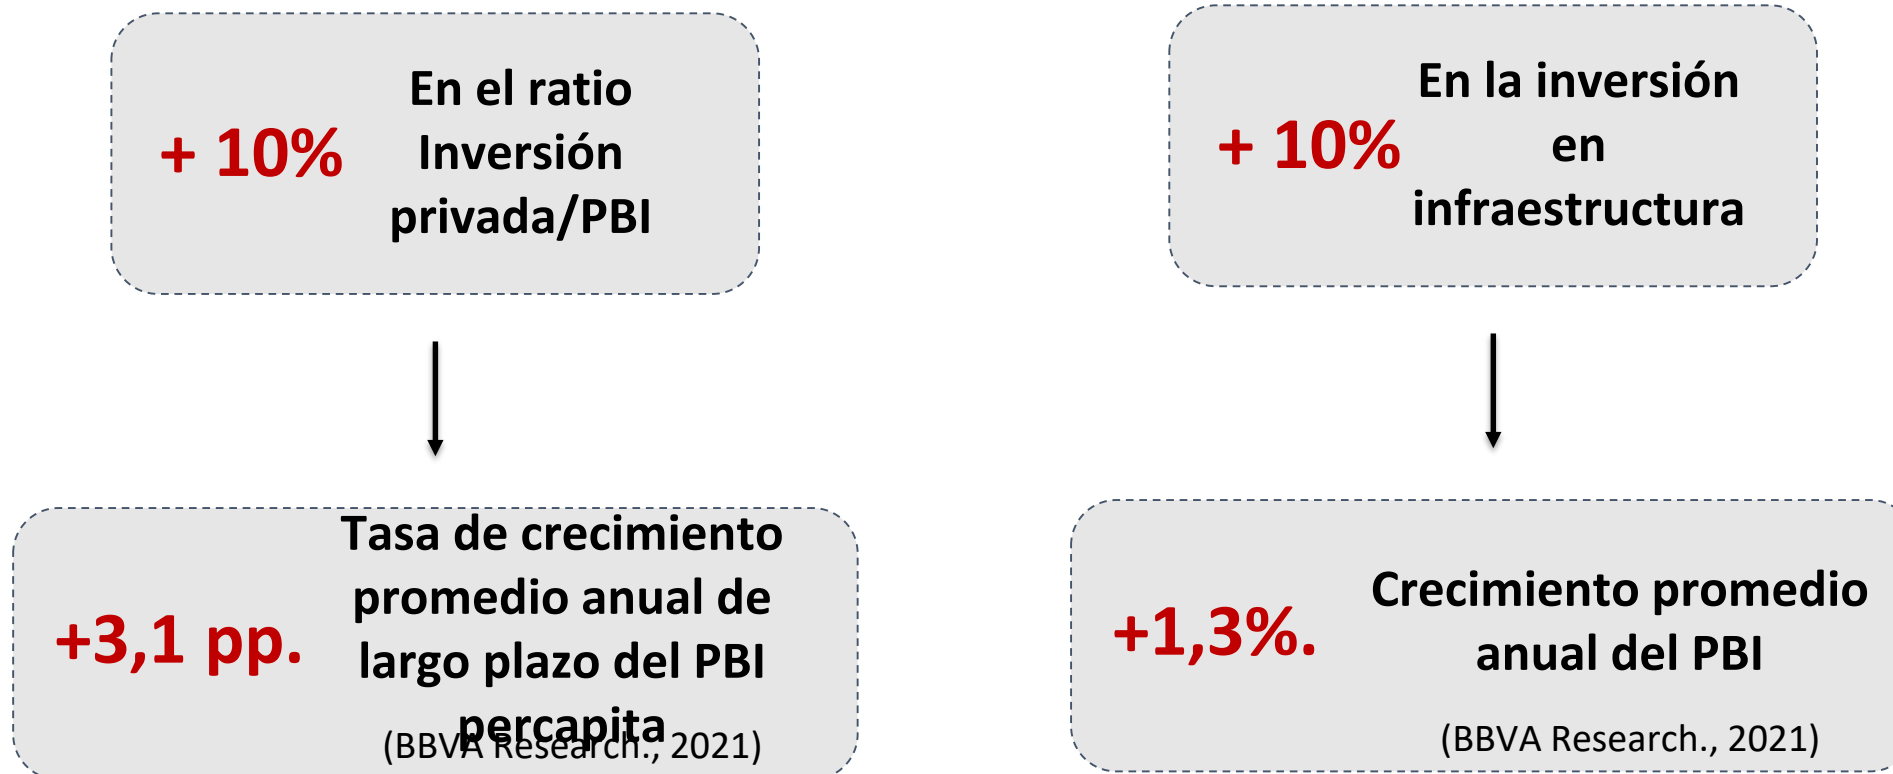 + 10%
En el ratio
Inversión
privada/PBI
+ 10%
En la inversión
en
infraestructura
+3,1 pp.
Tasa de crecimiento
promedio anual de
largo plazo del PBI
percapita
(BBVA Research., 2021)
+1,3%.
Crecimiento promedio
anual del PBI
(BBVA Research., 2021)